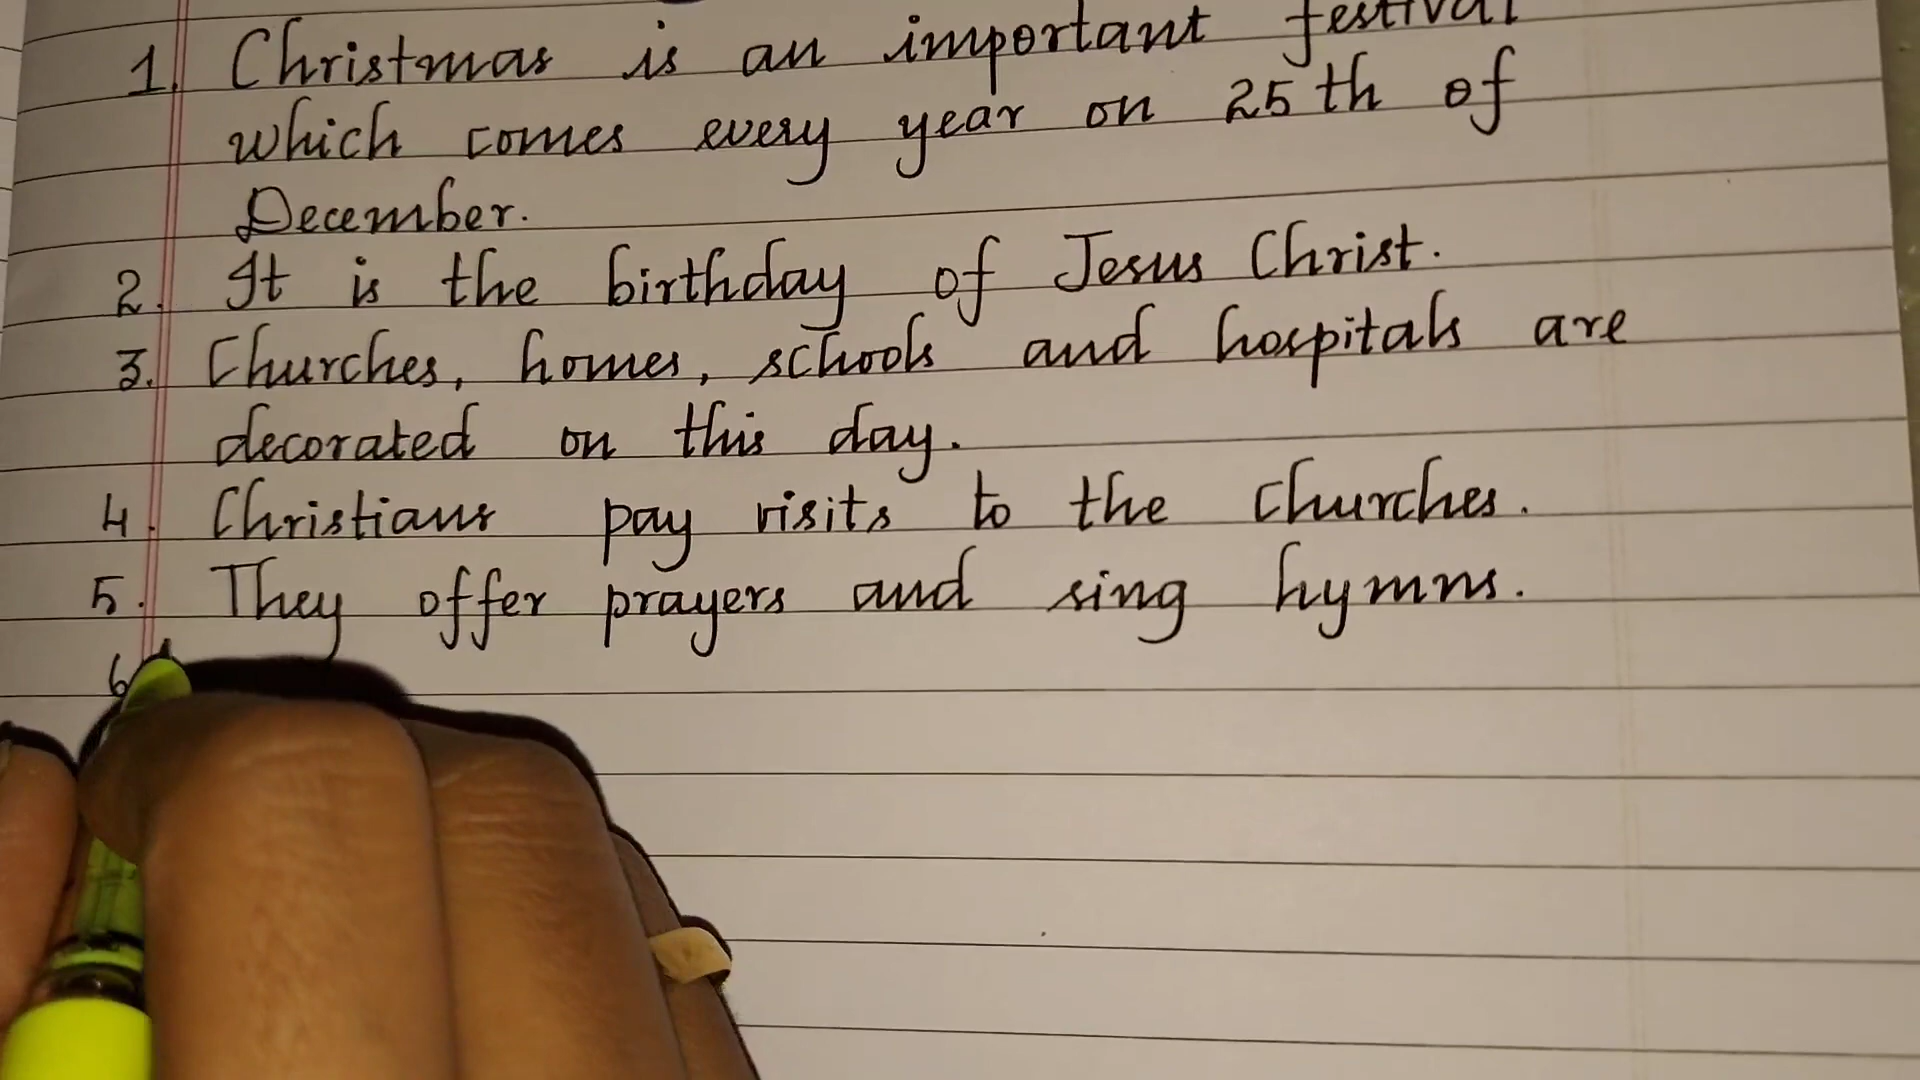 1. Christmas is an important festival
which comes every year on 25th of
December.
2. It is the birthday of Jesus Christ.
3. Churches, homes, schools and hospitals are
decorated on this day.
4. Christians pay visits to the Churches.
5. They offer prayers and sing hymns.
6